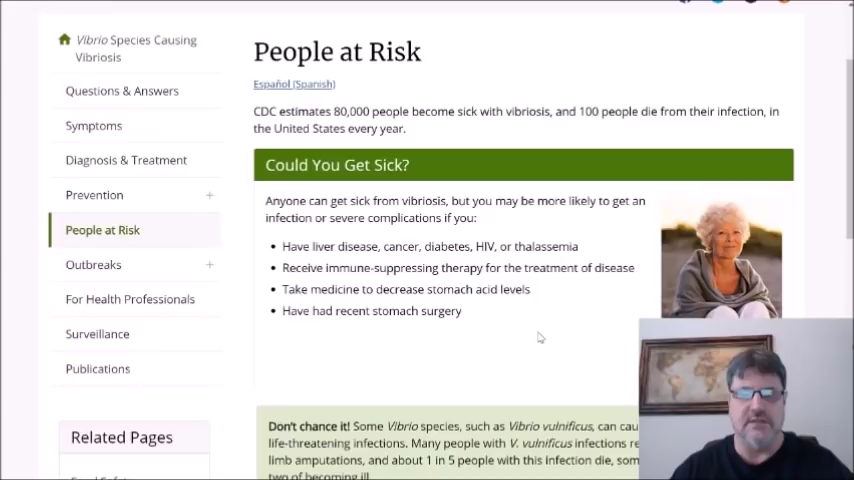 Vibrio Species Causing
Vibriosis
Questions & Answers
Symptoms
Diagnosis & Treatment
Prevention
People at Risk
Outbreaks
For Health Professionals
Surveillance
Publications
Related Pages
People at Risk
Español (Spanish)
CDC estimates 80,000 people become sick with vibriosis, and 100 people die from their infection, in
the United States every year.
Could You Get Sick?
Anyone can get sick from vibriosis, but you may be more likely to get an
infection or severe complications if you:
• Have liver disease, cancer, diabetes, HIV, or thalassemia
• Receive immune-suppressing therapy for the treatment of disease
• Take medicine to decrease stomach acid levels
• Have had recent stomach surgery
Don't chance it! Some Vibrio species, such as Vibrio vulnificus, can
life-threatening infections. Many people with V. vulnificus infections
limb amputations, and about 1 in 5 people with this infection die,
two of becoming ill.